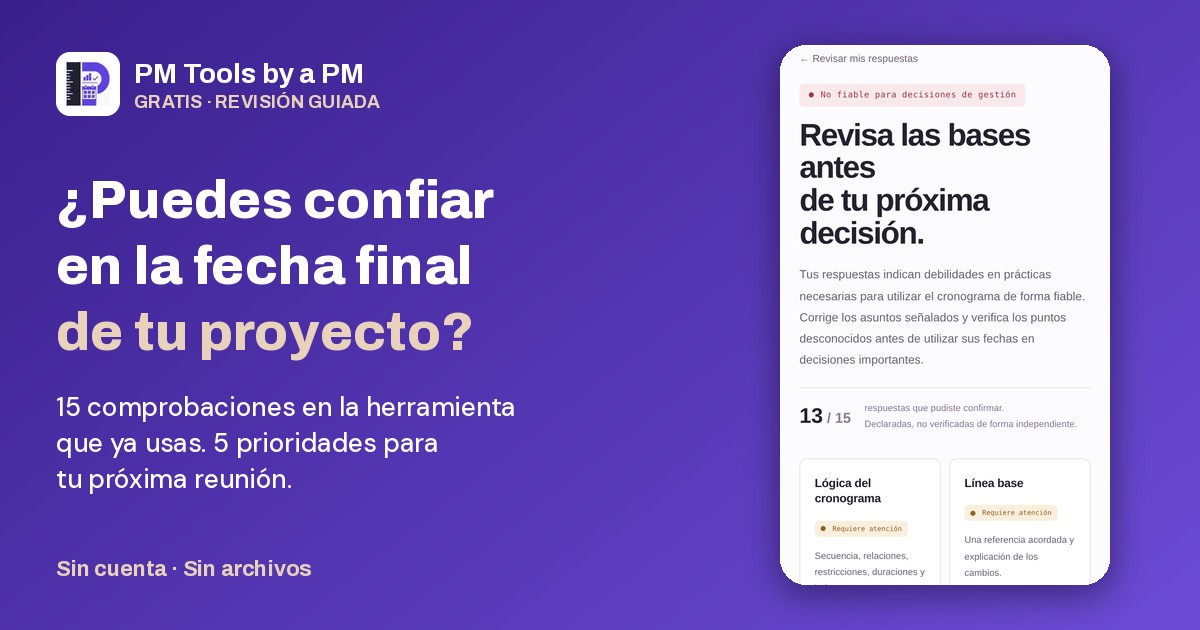 PM Tools by a PM
GRATIS · REVISIÓN GUIADA
¿Puedes confiar
en la fecha final
de tu proyecto?
15 comprobaciones en la herramienta
que ya usas. 5 prioridades para
tu próxima reunión.
Sin cuenta · Sin archivos
← Revisar mis respuestas
● No fiable para decisiones de gestión
Revisa las bases
antes
de tu próxima
decisión.
Tus respuestas indican debilidades en prácticas
necesarias para utilizar el cronograma de forma fiable.
Corrige los asuntos señalados y verifica los puntos
desconocidos antes de utilizar sus fechas en
decisiones importantes.
13 / 15
respuestas que pudiste confirmar.
Declaradas, no verificadas de forma independiente.
Lógica del
cronograma
● Requiere atención
Secuencia, relaciones,
restricciones, duraciones y
Línea base
● Requiere atención
Una referencia acordada y
explicación de los
cambios.